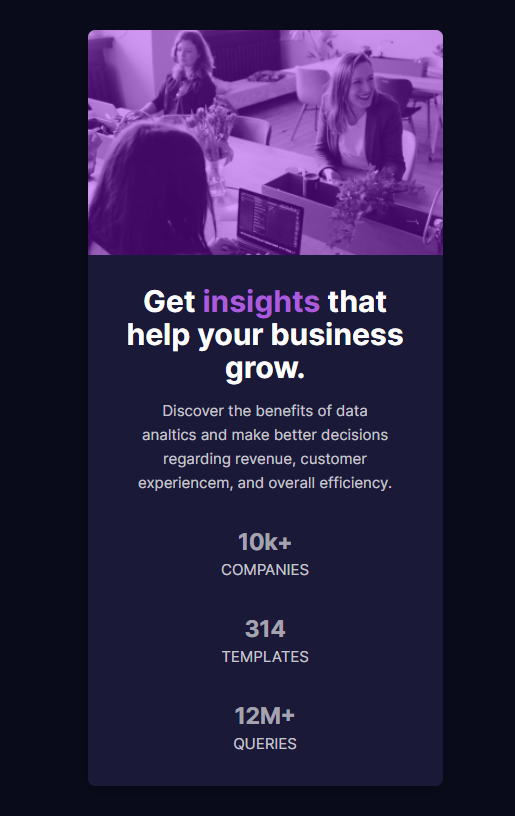 Get insights that
help your business
grow.
Discover the benefits of data
analtics and make better decisions
regarding revenue, customer
experiencem, and overall efficiency.
10k+
COMPANIES
314
TEMPLATES
12M+
QUERIES